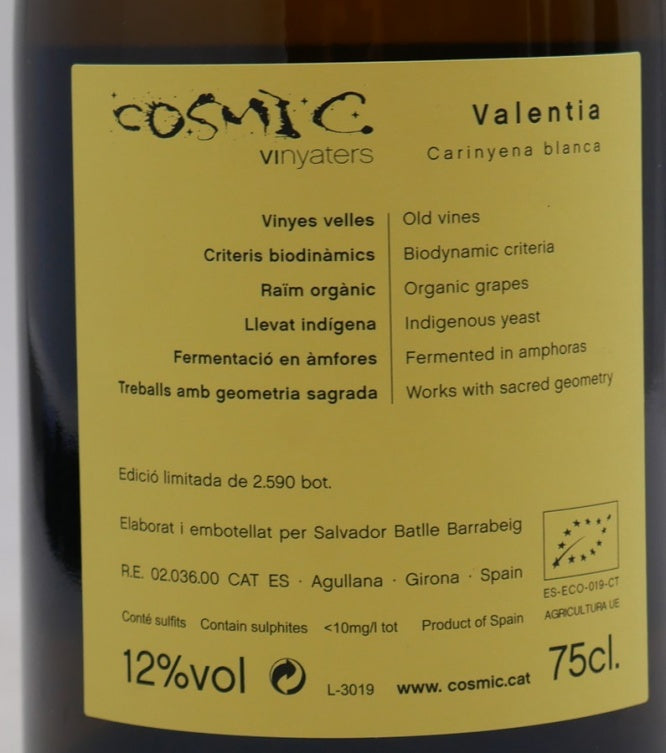 COSMIC
vinyaters
Valentia
Carinyena blanca
Vinyes velles Old vines
Criteris biodinàmics Biodynamic criteria
Raïm orgànic Organic grapes
Llevat indígena Indigenous yeast
Fermentació en àmfores Fermented in amphoras
Treballs amb geometria sagrada Works with sacred geometry
Edició limitada de 2.590 bot.
Elaborat i embotellat per Salvador Batlle Barrabeig
R.E. 02.036.00 CAT ES · Agullana · Girona · Spain
ES-ECO-019-CT
AGRICULTURA UE
Conté sulfits Contain sulphites <10mg/l tot Product of Spain
12%vol L-3019 www. cosmic.cat 75cl.